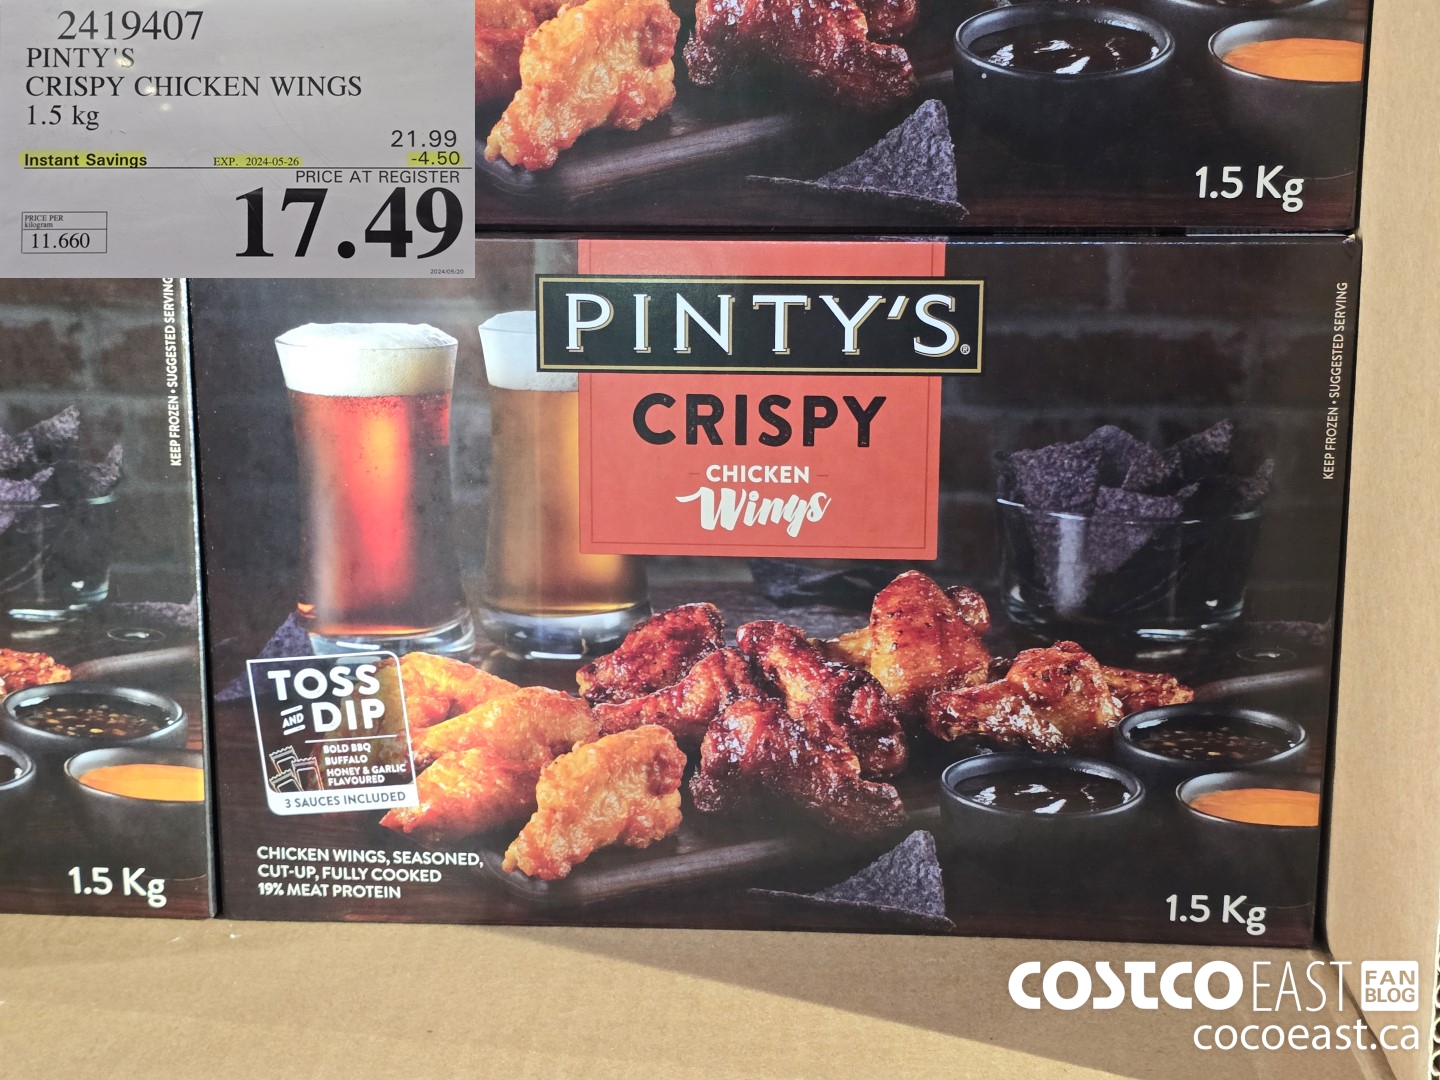 2419407
PINTY'S
CRISPY CHICKEN WINGS
1.5 kg
21.99
Instant Savings EXP. 2024-05-26 -4.50
PRICE AT REGISTER
17.49
PRICE PER
kilogram
11.660
2024/05/20
1.5 Kg
KEEP FROZEN • SUGGESTED SERVING
PINTY'S®
CRISPY
CHICKEN
Wings
KEEP FROZEN • SUGGESTED SERVING
TOSS
AND DIP
BOLD BBQ
BUFFALO
HONEY & GARLIC
FLAVOURED
3 SAUCES INCLUDED
CHICKEN WINGS, SEASONED,
CUT-UP, FULLY COOKED
19% MEAT PROTEIN
1.5 Kg
1.5 Kg
COSTCO EAST FAN
BLOG
cocoeast.ca